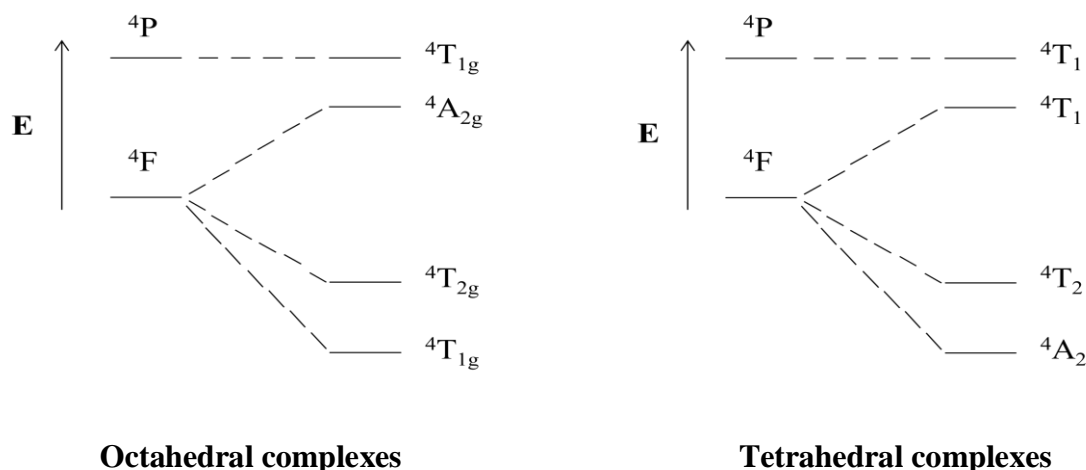 ⁴P
⁴T₁g
⁴A₂g
E
⁴F
⁴T₂g
⁴T₁g
Octahedral complexes
⁴P
⁴T₁
⁴T₁
E
⁴F
⁴T₂
⁴A₂
Tetrahedral complexes